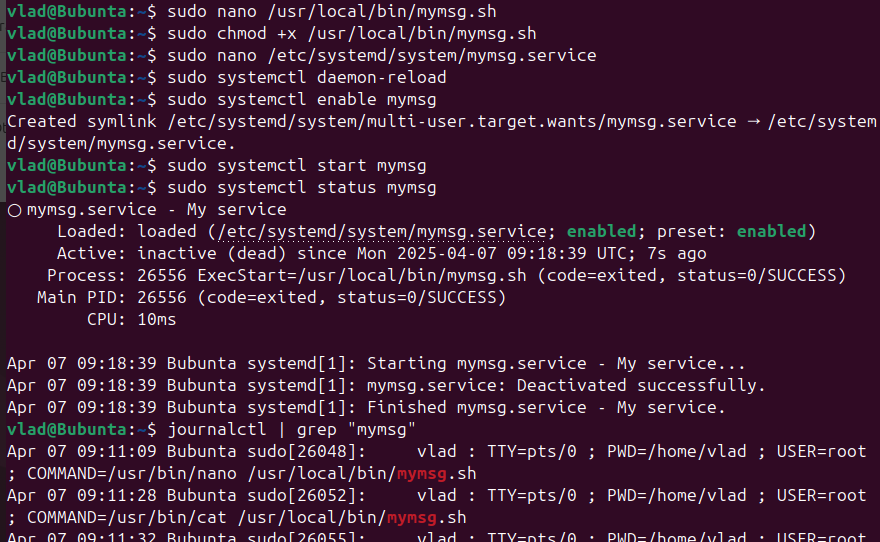 vlad@Bubunta:~$ sudo nano /usr/local/bin/mymsg.sh
vlad@Bubunta:~$ sudo chmod +x /usr/local/bin/mymsg.sh
vlad@Bubunta:~$ sudo nano /etc/systemd/system/mymsg.service
vlad@Bubunta:~$ sudo systemctl daemon-reload
vlad@Bubunta:~$ sudo systemctl enable mymsg
Created symlink /etc/systemd/system/multi-user.target.wants/mymsg.service → /etc/system
d/system/mymsg.service.
vlad@Bubunta:~$ sudo systemctl start mymsg
vlad@Bubunta:~$ sudo systemctl status mymsg
○ mymsg.service - My service
     Loaded: loaded (/etc/systemd/system/mymsg.service; enabled; preset: enabled)
     Active: inactive (dead) since Mon 2025-04-07 09:18:39 UTC; 7s ago
    Process: 26556 ExecStart=/usr/local/bin/mymsg.sh (code=exited, status=0/SUCCESS)
   Main PID: 26556 (code=exited, status=0/SUCCESS)
        CPU: 10ms
Apr 07 09:18:39 Bubunta systemd[1]: Starting mymsg.service - My service...
Apr 07 09:18:39 Bubunta systemd[1]: mymsg.service: Deactivated successfully.
Apr 07 09:18:39 Bubunta systemd[1]: Finished mymsg.service - My service.
vlad@Bubunta:~$ journalctl | grep "mymsg"
Apr 07 09:11:09 Bubunta sudo[26048]:     vlad : TTY=pts/0 ; PWD=/home/vlad ; USER=root
; COMMAND=/usr/bin/nano /usr/local/bin/mymsg.sh
Apr 07 09:11:28 Bubunta sudo[26052]:     vlad : TTY=pts/0 ; PWD=/home/vlad ; USER=root
; COMMAND=/usr/bin/cat /usr/local/bin/mymsg.sh
Apr 07 09:11:32 Bubunta sudo[26055]:     vlad : TTY=pts/0 ; PWD=/home/vlad ; USER=root